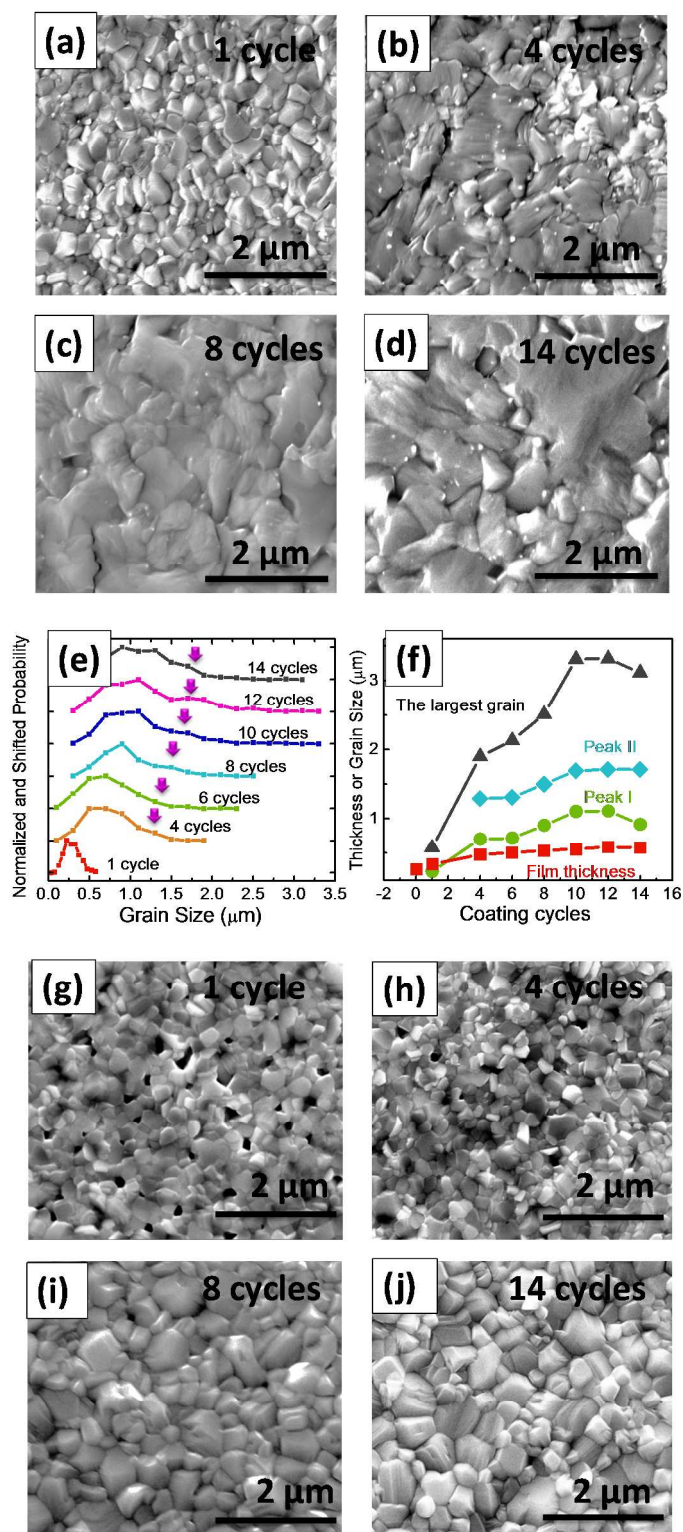 (a)
1 cycle
2 μm
(b)
4 cycles
2 μm
(c)
8 cycles
2 μm
(d)
14 cycles
2 μm
(e)
Normalized and Shifted Probability
14 cycles
12 cycles
10 cycles
8 cycles
6 cycles
4 cycles
1 cycle
0.0 0.5 1.0 1.5 2.0 2.5 3.0 3.5
Grain Size (μm)
(f)
Thickness or Grain Size (μm)
3
2
1
The largest grain
Peak II
Peak I
Film thickness
-2 0 2 4 6 8 10 12 14 16
Coating cycles
(g)
1 cycle
2 μm
(h)
4 cycles
2 μm
(i)
8 cycles
2 μm
(j)
14 cycles
2 μm